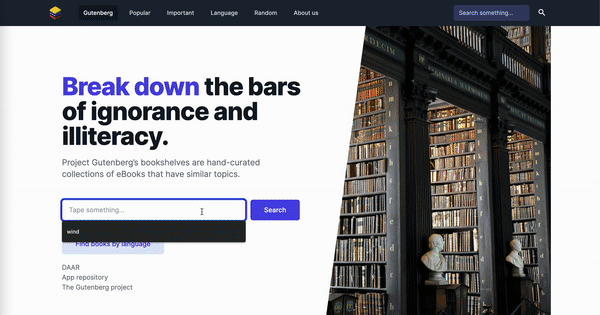 Gutenberg Popular Important Language Random About us Search something...
Break down the bars
of ignorance and
illiteracy.
Project Gutenberg's bookshelves are hand-curated
collections of eBooks that have similar topics.
Tape something... Search
wind
Find books by language
DAAR
App repository
The Gutenberg project